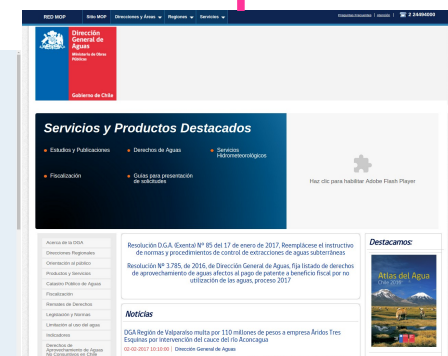 RED MOP Sitio MOP Direcciones y Áreas Regiones Servicios Preguntas Frecuentes | Atención | 2 24494000
Dirección
General de
Aguas
Ministerio de Obras
Públicas
Gobierno de Chile
Servicios y Productos Destacados
Estudios y Publicaciones
Derechos de Aguas
Servicios
Hidrometeorológicos
Fiscalización
Guías para presentación
de solicitudes
Haz clic para habilitar Adobe Flash Player
Acerca de la DGA
Direcciones Regionales
Orientación al público
Productos y Servicios
Catastro Público de Aguas
Fiscalización
Remates de Derechos
Legislación y Normas
Limitación al uso del agua
Indicadores
Derechos de
Aprovechamiento de Aguas
No Consuntivos en Chile
Resolución D.G.A. (Exenta) Nº 85 del 17 de enero de 2017, Reemplácese el instructivo
de normas y procedimientos de control de extracciones de aguas subterráneas
Resolución Nº 3.785, de 2016, de Dirección General de Aguas, fija listado de derechos
de aprovechamiento de aguas afectos al pago de patente a beneficio fiscal por no
utilización de las aguas, proceso 2017
Noticias
DGA Región de Valparaíso multa por 110 millones de pesos a empresa Áridos Tres
Esquinas por intervención del cauce del río Aconcagua
02-02-2017 10:10:00 | Dirección General de Aguas
Destacamos:
Atlas del Agua
Chile 2016